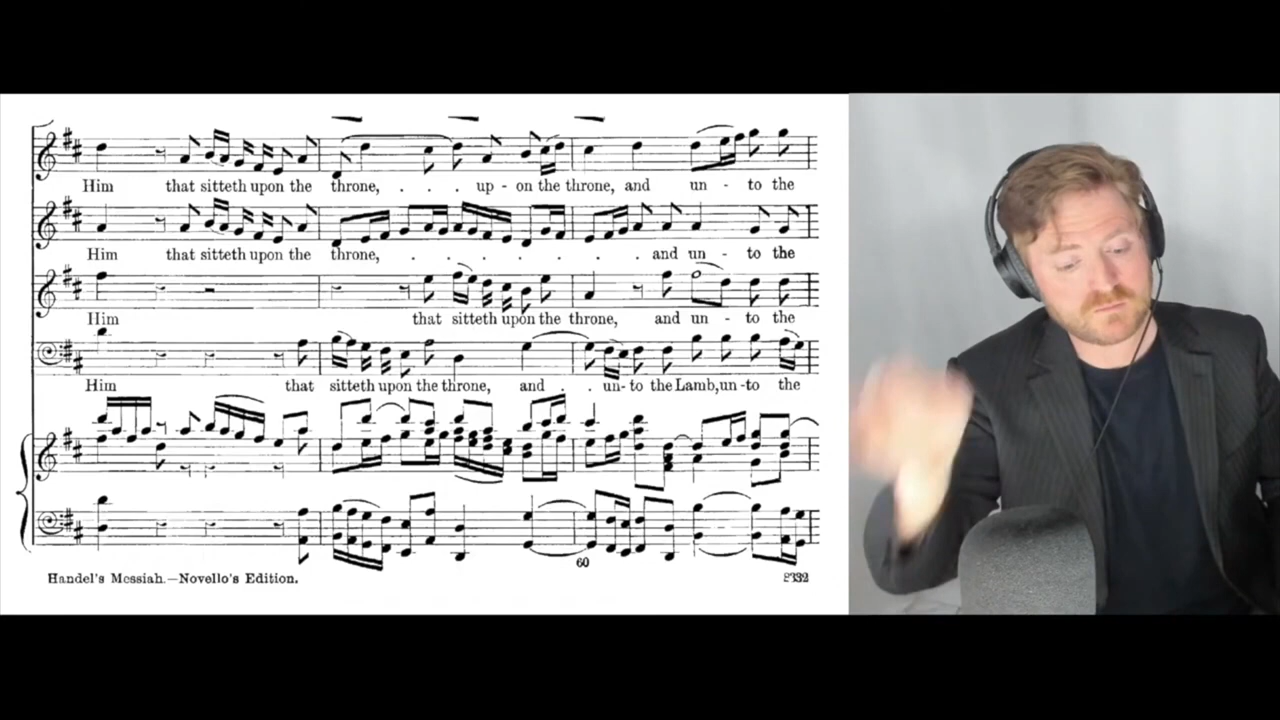 Him that sitteth upon the throne, . . . up - on the throne, and un - to the
Him that sitteth upon the throne, . . . . . . . and un - to the
Him that sitteth upon the throne, and un - to the
Him that sitteth upon the throne, and . . un- to the Lamb, un -to the
60
Handel's Messiah.—Novello's Edition. 8332